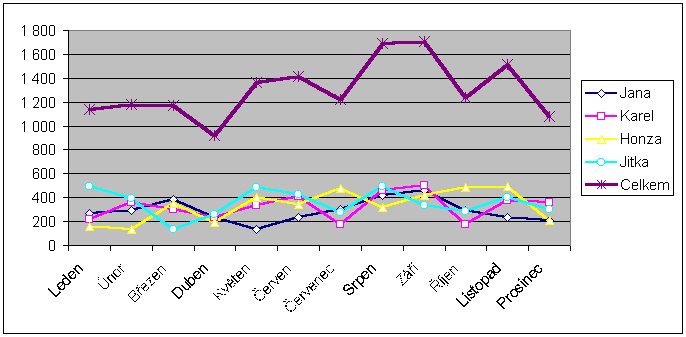 1 800
1 600
1 400
1 200
1 000
800
600
400
200
0
Leden
Únor
Březen
Duben
Květen
Červen
Červenec
Srpen
Září
Říjen
Listopad
Prosinec
Jana
Karel
Honza
Jitka
Celkem